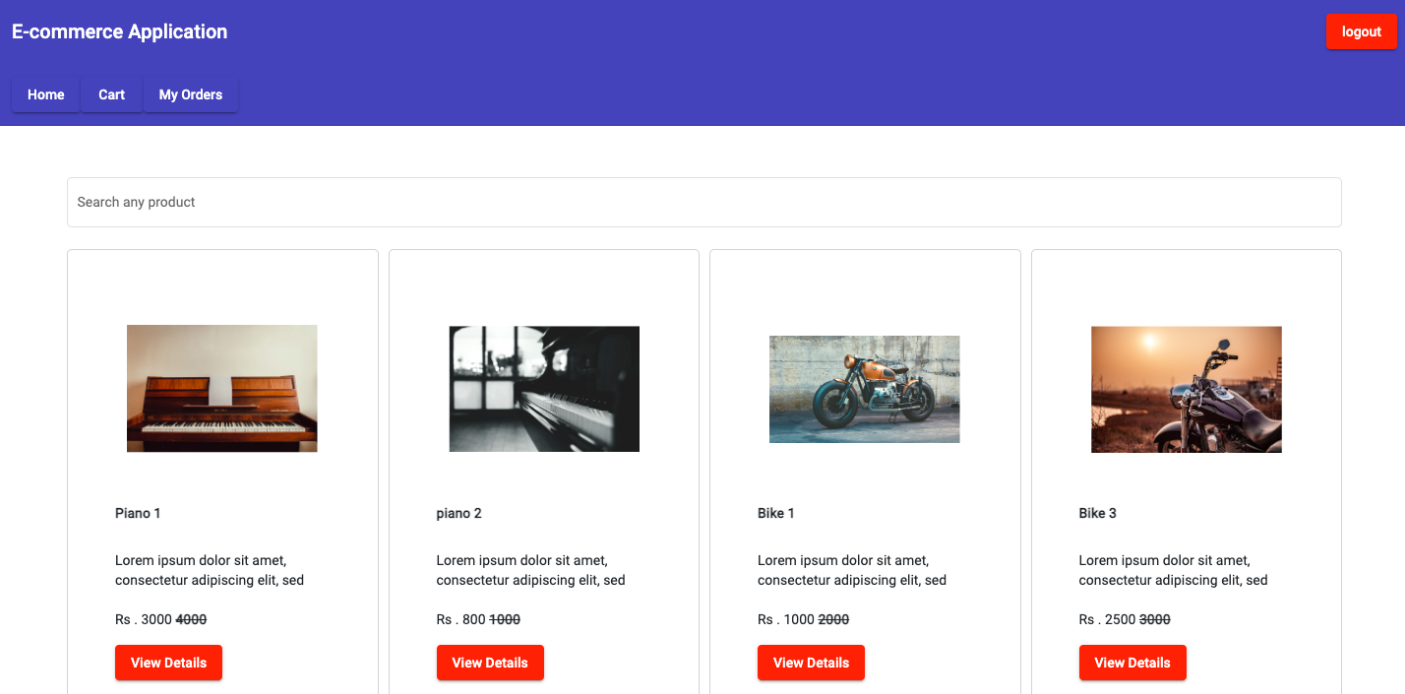 E-commerce Application
logout
Home Cart My Orders
Search any product
Piano 1
Lorem ipsum dolor sit amet,
consectetur adipiscing elit, sed
Rs . 3000 4000
View Details
piano 2
Lorem ipsum dolor sit amet,
consectetur adipiscing elit, sed
Rs . 800 1000
View Details
Bike 1
Lorem ipsum dolor sit amet,
consectetur adipiscing elit, sed
Rs . 1000 2000
View Details
Bike 3
Lorem ipsum dolor sit amet,
consectetur adipiscing elit, sed
Rs . 2500 3000
View Details